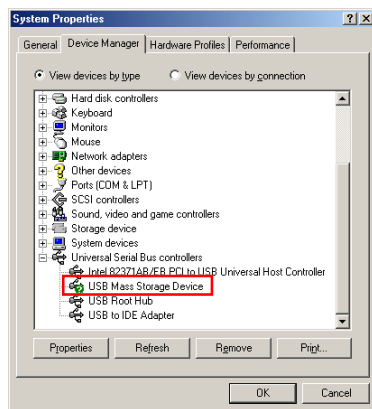 System Properties
General Device Manager Hardware Profiles Performance
View devices by type View devices by connection
Hard disk controllers
Keyboard
Monitors
Mouse
Network adapters
Other devices
Ports (COM & LPT)
SCSI controllers
Sound, video and game controllers
Storage device
System devices
Universal Serial Bus controllers
Intel 82371AB/EB PCI to USB Universal Host Controller
USB Mass Storage Device
USB Root Hub
USB to IDE Adapter
Properties Refresh Remove Print...
OK Cancel